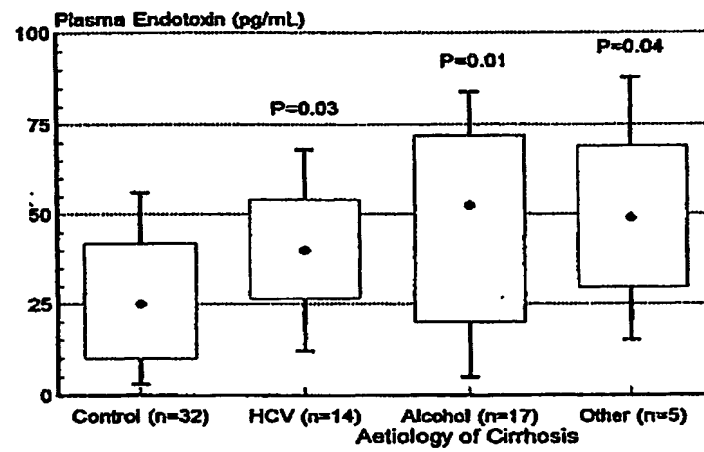 Plasma Endotoxin (pg/mL)
100
P=0.03
P=0.01
P=0.04
75
50
25
0
Control (n=32)
HCV (n=14)
Alcohol (n=17)
Other (n=5)
Aetiology of Cirrhosis